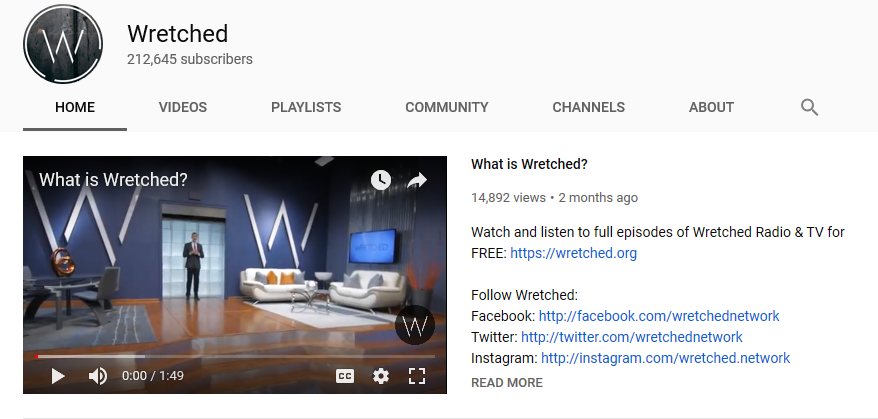 W
Wretched
212,645 subscribers
HOME VIDEOS PLAYLISTS COMMUNITY CHANNELS ABOUT
What is Wretched?
W W
WRETCHED
W
0:00 / 1:49 CC
What is Wretched?
14,892 views • 2 months ago
Watch and listen to full episodes of Wretched Radio & TV for
FREE: https://wretched.org
Follow Wretched:
Facebook: http://facebook.com/wretchednetwork
Twitter: http://twitter.com/wretchednetwork
Instagram: http://instagram.com/wretched.network
READ MORE